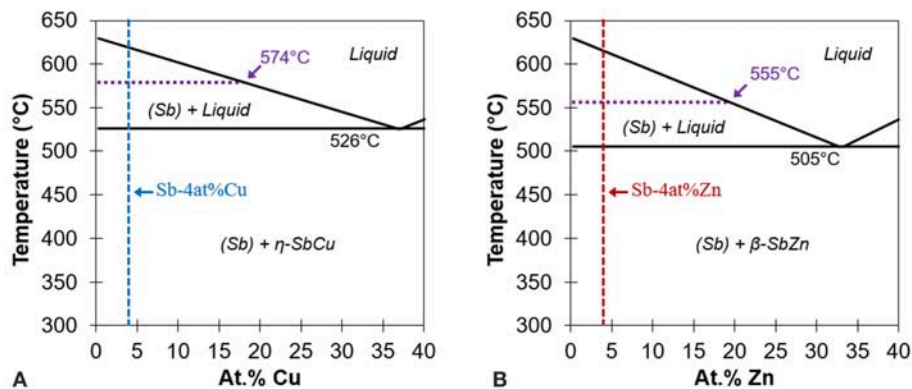 650
600
550
500
450
400
350
300
Temperature (°C)
574°C
Liquid
(Sb) + Liquid
526°C
Sb-4at%Cu
(Sb) + η-SbCu
0 5 10 15 20 25 30 35 40
A At.% Cu
650
600
550
500
450
400
350
300
Temperature (°C)
Liquid
555°C
(Sb) + Liquid
505°C
Sb-4at%Zn
(Sb) + β-SbZn
0 5 10 15 20 25 30 35 40
B At.% Zn